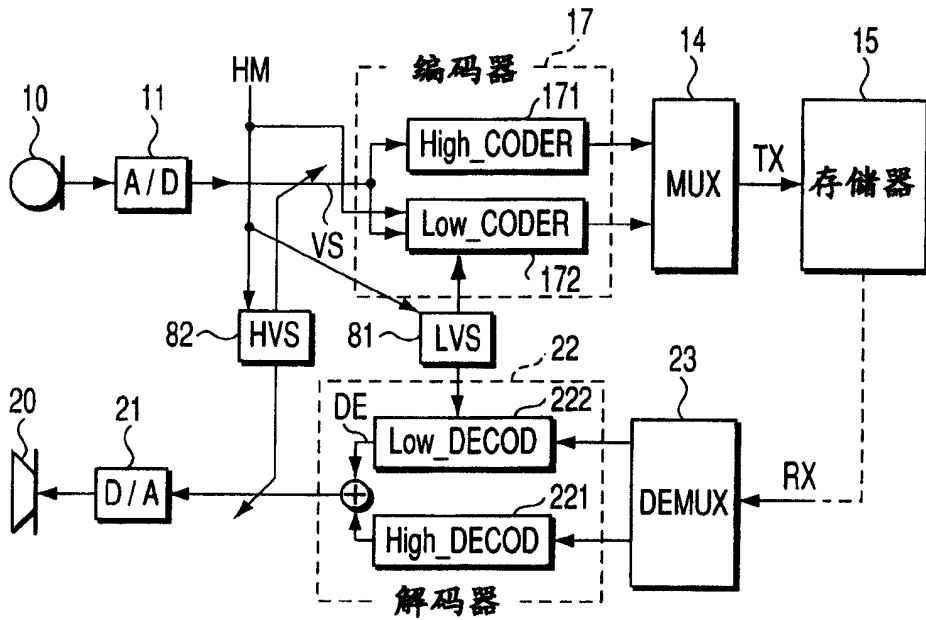 17
14
15
HM
编码器
10
11
171
High_CODER
A/D
MUX
TX
存储器
VS
Low_CODER
172
82
HVS
81
LVS
22
23
20
21
DE
222
Low_DECOD
D/A
+
221
DEMUX
RX
High_DECOD
解码器